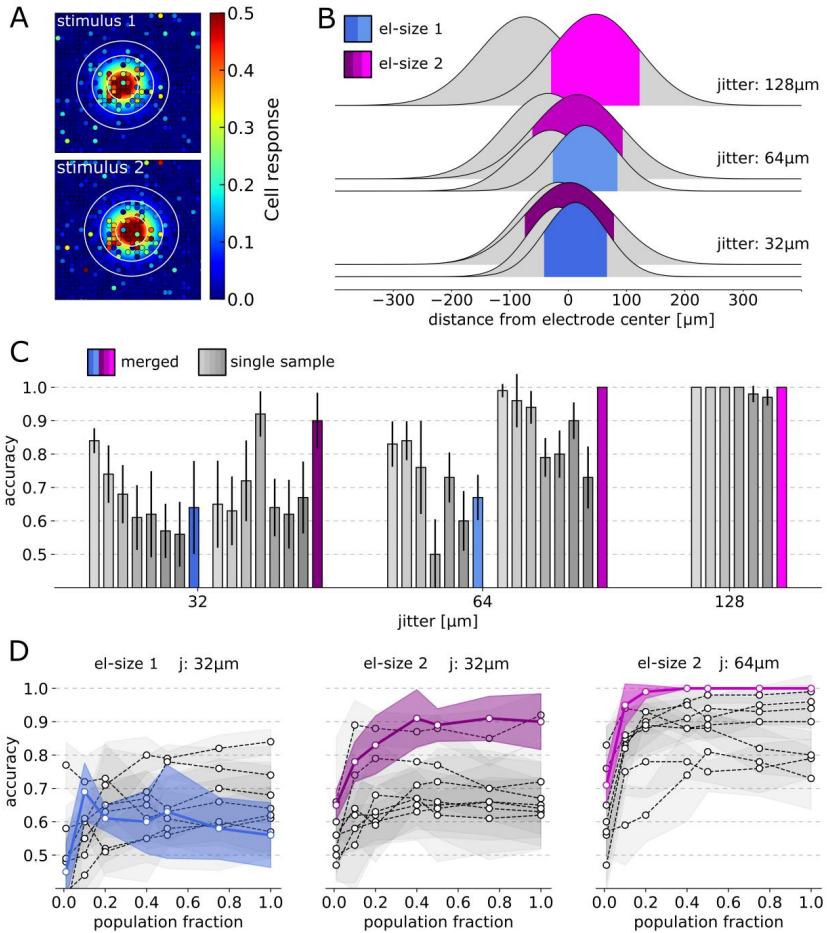 A
stimulus 1
stimulus 2
0.5
0.4
0.3
0.2
0.1
0.0
Cell response
B
el-size 1
el-size 2
jitter: 128µm
jitter: 64µm
jitter: 32µm
−300 −200 −100 0 100 200 300
distance from electrode center [µm]
C
merged single sample
1.0
0.9
0.8
0.7
0.6
0.5
accuracy
32 64 128
jitter [µm]
D
el-size 1 j: 32µm
el-size 2 j: 32µm
el-size 2 j: 64µm
1.0
0.9
0.8
0.7
0.6
0.5
accuracy
0.0 0.2 0.4 0.6 0.8 1.0
0.0 0.2 0.4 0.6 0.8 1.0
0.0 0.2 0.4 0.6 0.8 1.0
population fraction
population fraction
population fraction